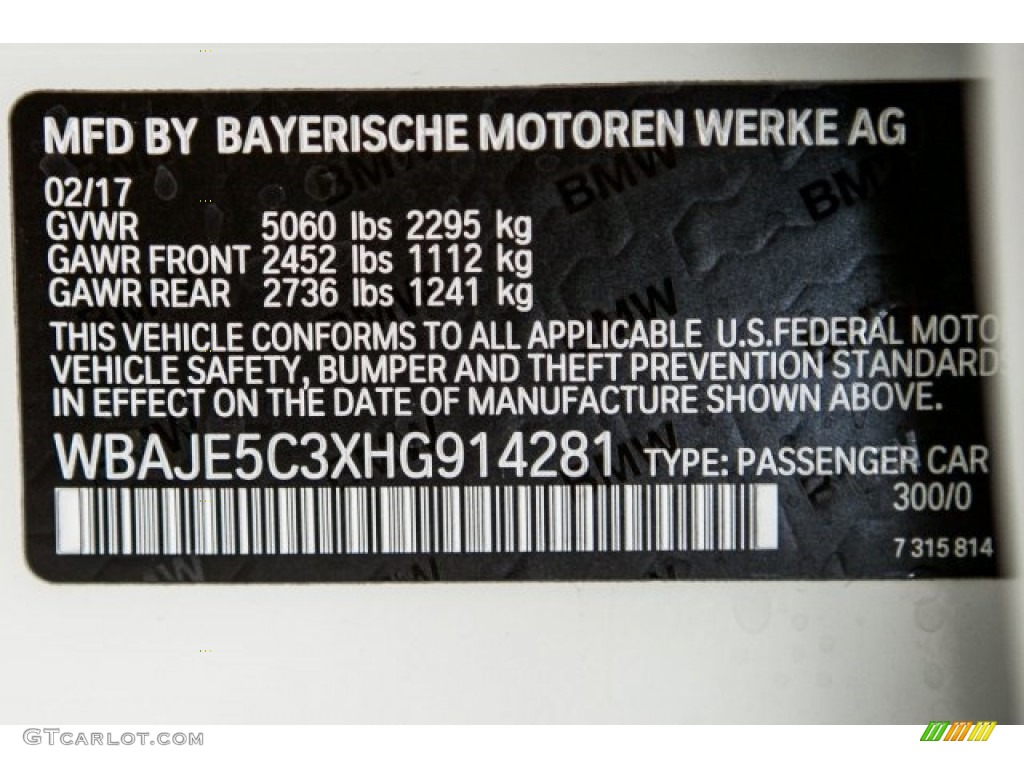 MFD BY BAYERISCHE MOTOREN WERKE AG
02/17
GVWR 5060 lbs 2295 kg
GAWR FRONT 2452 lbs 1112 kg
GAWR REAR 2736 lbs 1241 kg
THIS VEHICLE CONFORMS TO ALL APPLICABLE U.S.FEDERAL MOTO
VEHICLE SAFETY, BUMPER AND THEFT PREVENTION STANDARDS
IN EFFECT ON THE DATE OF MANUFACTURE SHOWN ABOVE.
WBAJE5C3XHG914281 TYPE: PASSENGER CAR
300/0
7 315 814
GTCARLOT.COM